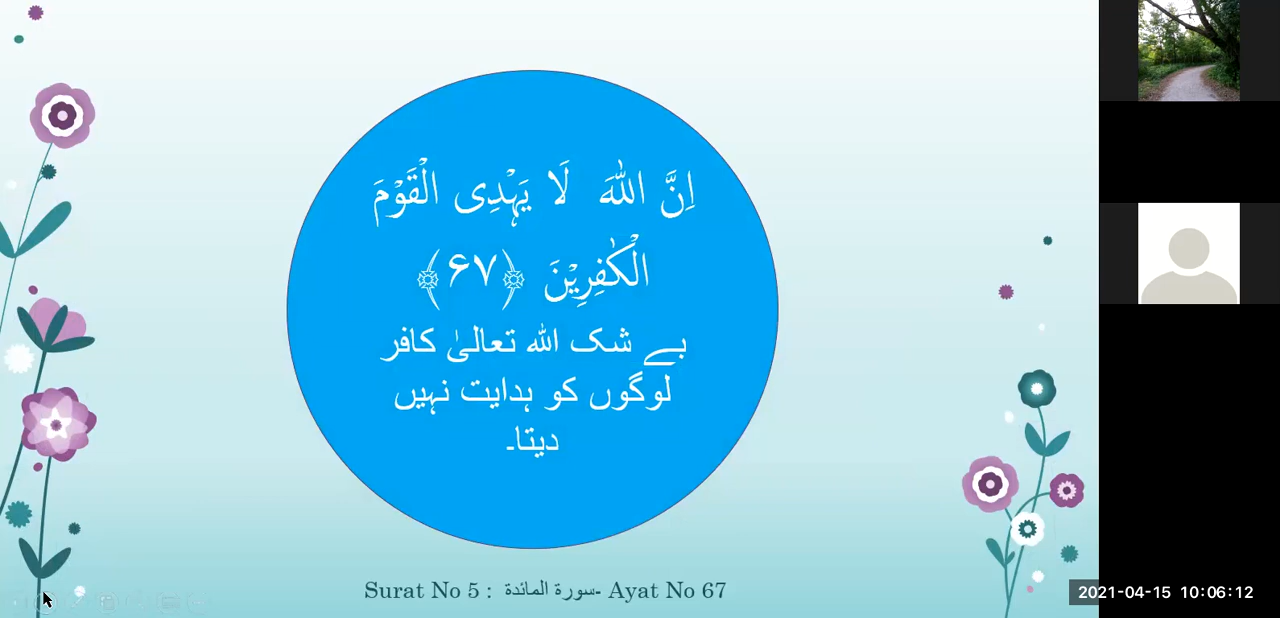 اِنَّ اللّٰهَ لَا یَہۡدِی الۡقَوۡمَ
الۡکٰفِرِیۡنَ ﴿۶۷﴾
بے شک اللہ تعالیٰ کافر
لوگوں کو ہدایت نہیں
دیتا۔
Surat No 5 : سورة المائدة- Ayat No 67
2021-04-15 10:06:12